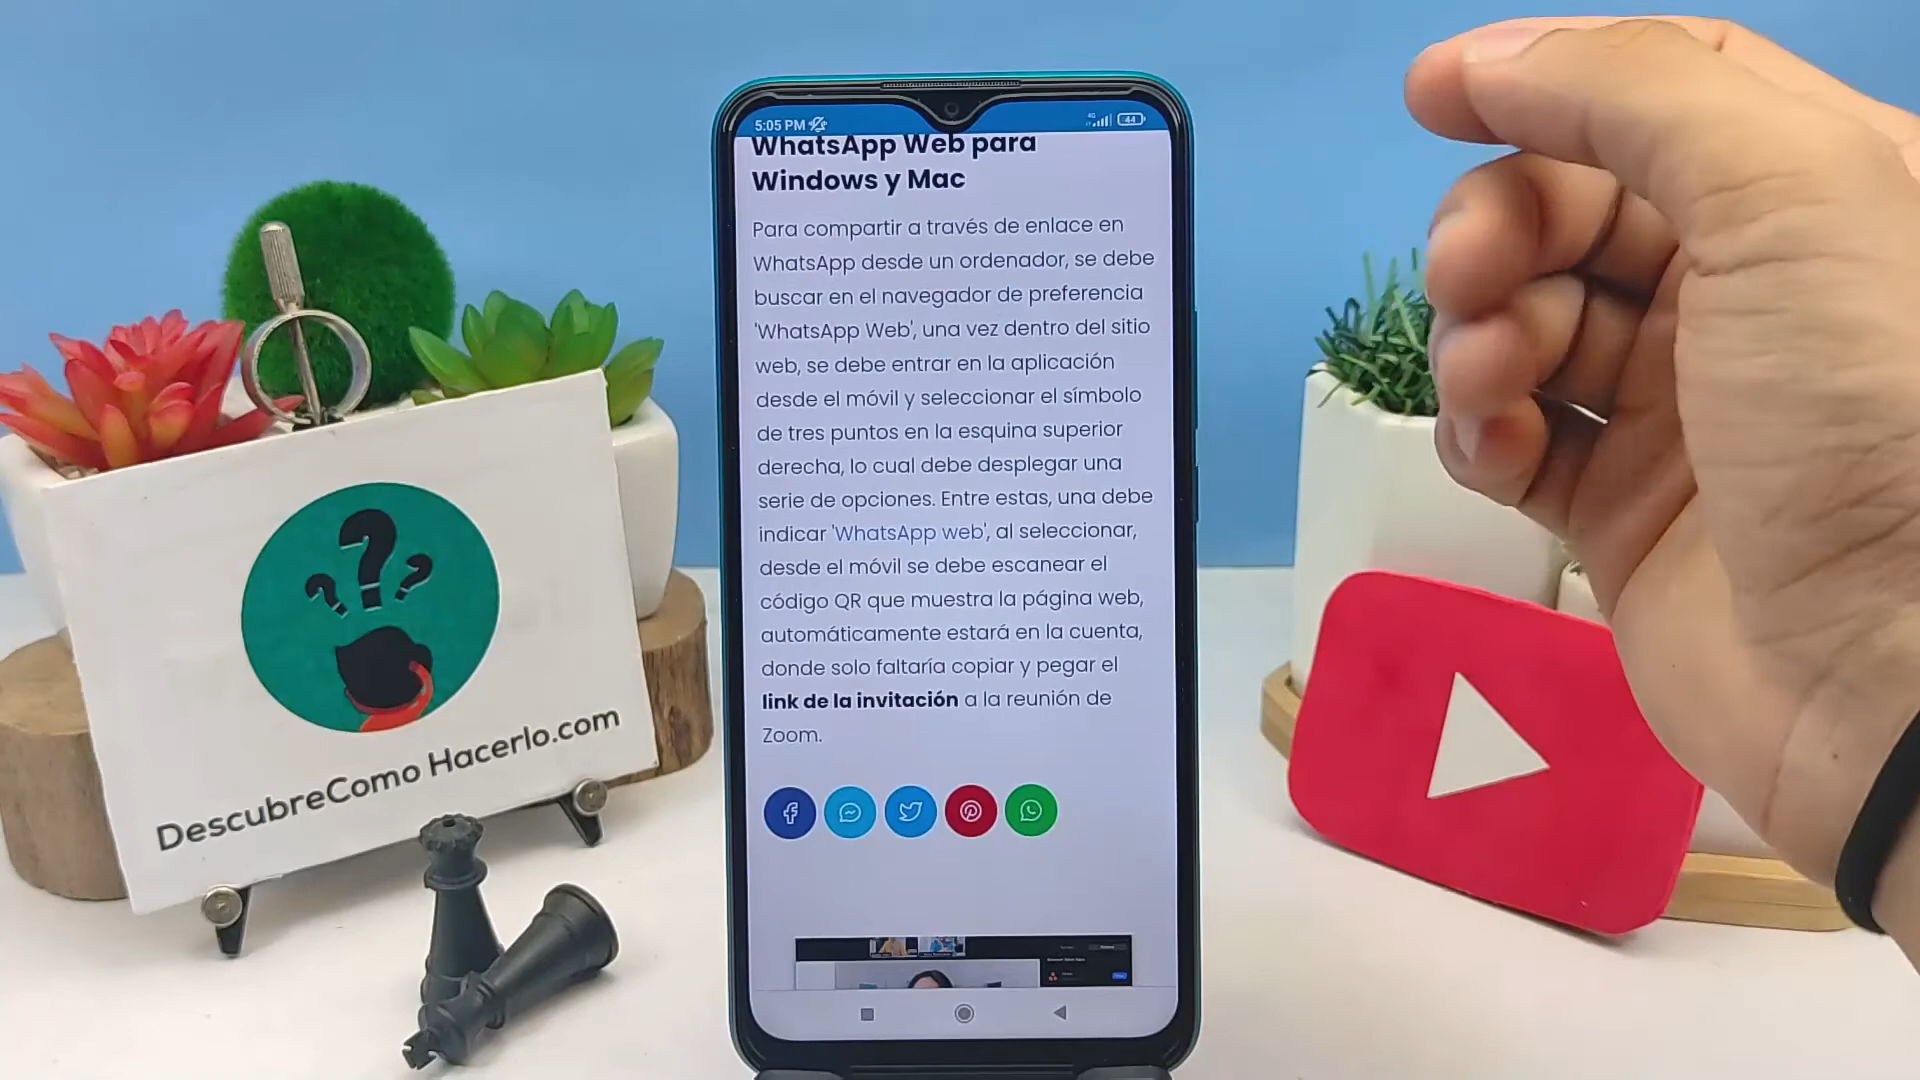 5:05 PM
4G
44
WhatsApp Web para
Windows y Mac
Para compartir a través de enlace en
WhatsApp desde un ordenador, se debe
buscar en el navegador de preferencia
'WhatsApp Web', una vez dentro del sitio
web, se debe entrar en la aplicación
desde el móvil y seleccionar el símbolo
de tres puntos en la esquina superior
derecha, lo cual debe desplegar una
serie de opciones. Entre estas, una debe
indicar 'WhatsApp web', al seleccionar,
desde el móvil se debe escanear el
código QR que muestra la página web,
automáticamente estará en la cuenta,
donde solo faltaría copiar y pegar el
link de la invitación a la reunión de
Zoom.
???
DescubreComo Hacerlo.com